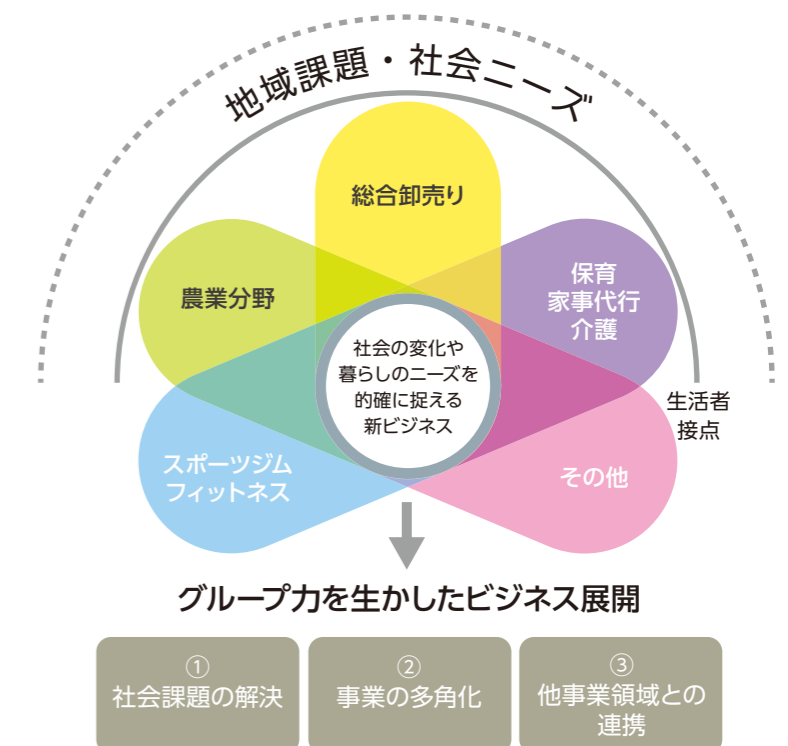 地域課題・社会ニーズ
総合卸売り
農業分野
保育
家事代行
介護
社会の変化や
暮らしのニーズを
的確に捉える
新ビジネス
生活者
接点
スポーツジム
フィットネス
その他
グループ力を生かしたビジネス展開
①
社会課題の解決
②
事業の多角化
③
他事業領域との
連携